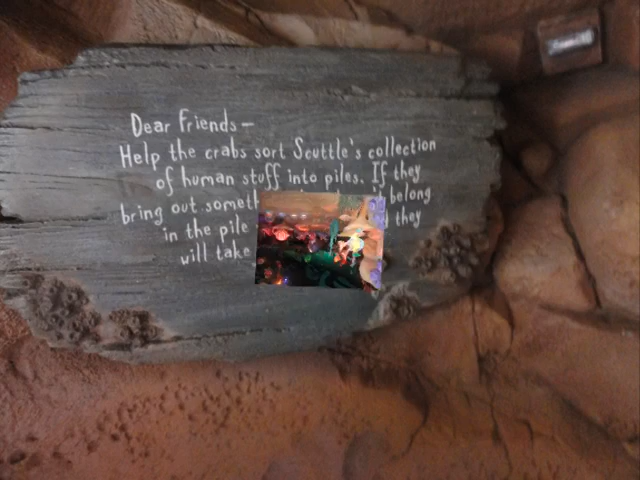 Dear Friends –
Help the crabs sort Scuttle's collection
of human stuff into piles. If they
bring out belong
in the pile they
will take